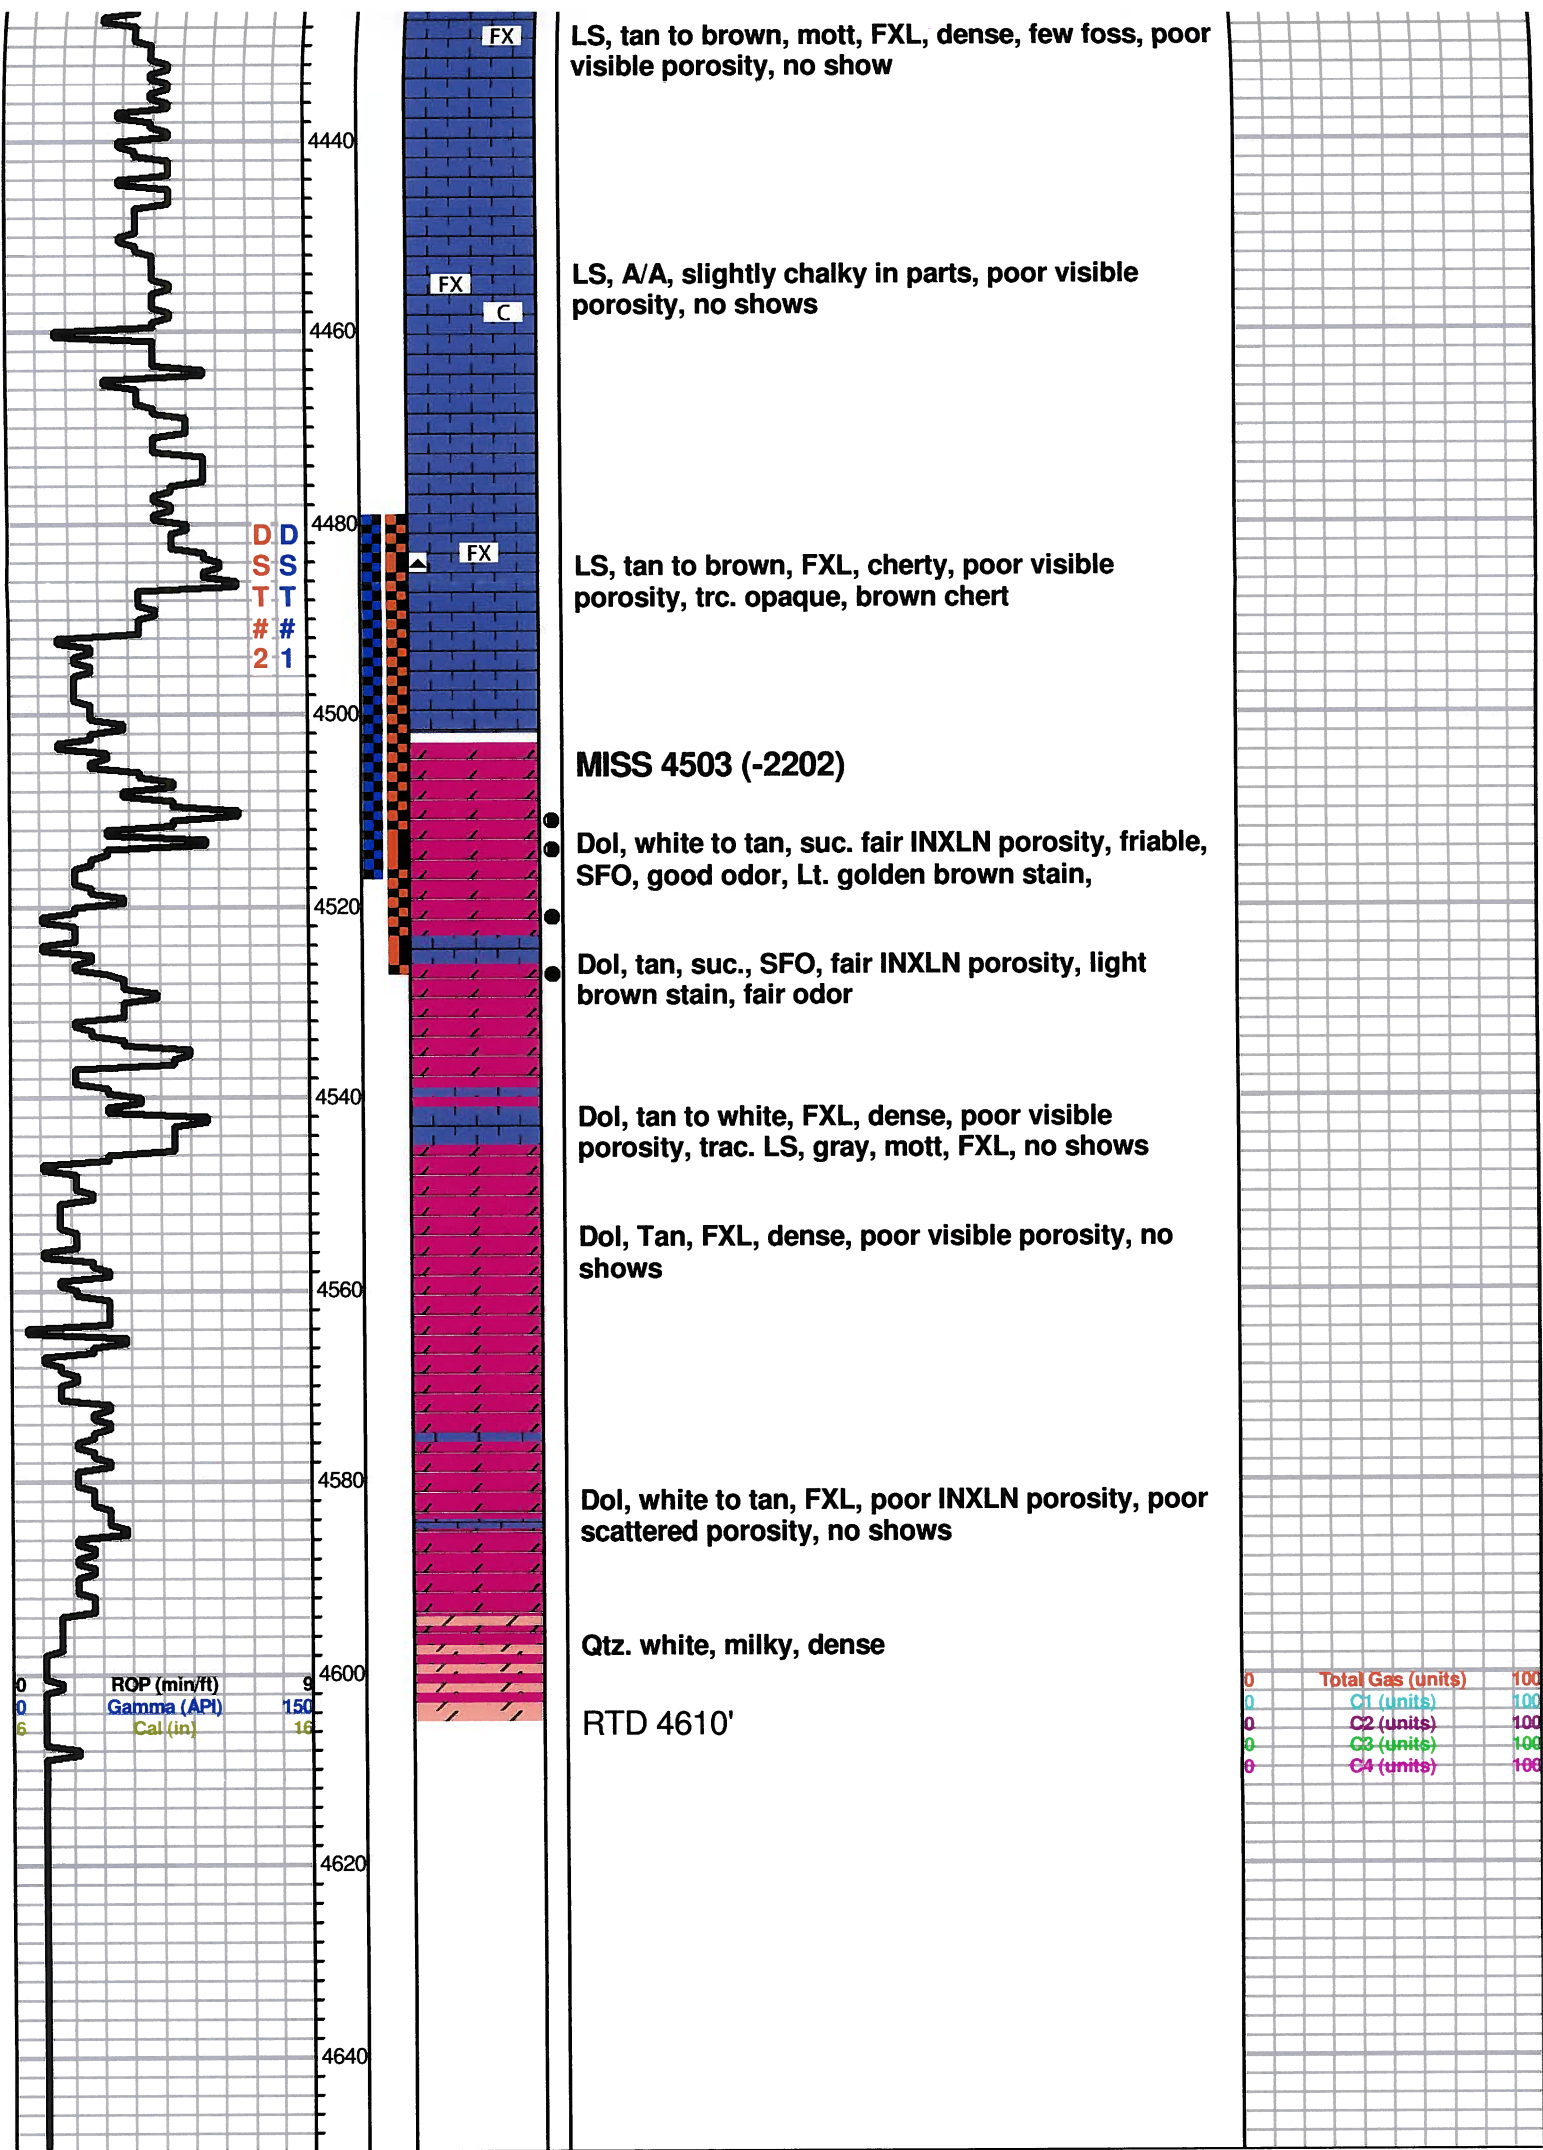 FX
LS, tan to brown, mott, FXL, dense, few foss, poor
visible porosity, no show
4440
LS, A/A, slightly chalky in parts, poor visible
porosity, no shows
FX
C
4460
4480
D D
S S
T T
# #
2 1
FX
LS, tan to brown, FXL, cherty, poor visible
porosity, trc. opaque, brown chert
4500
MISS 4503 (-2202)
Dol, white to tan, suc. fair INXLN porosity, friable,
SFO, good odor, Lt. golden brown stain,
4520
Dol, tan, suc., SFO, fair INXLN porosity, light
brown stain, fair odor
4540
Dol, tan to white, FXL, dense, poor visible
porosity, trac. LS, gray, mott, FXL, no shows
Dol, Tan, FXL, dense, poor visible porosity, no
shows
4560
4580
Dol, white to tan, FXL, poor INXLN porosity, poor
scattered porosity, no shows
Qtz. white, milky, dense
4600
0 ROP (min/ft) 9
0 Gamma (API) 150
6 Cal (in) 16
RTD 4610'
0 Total Gas (units) 100
0 C1 (units) 100
0 C2 (units) 100
0 C3 (units) 100
0 C4 (units) 100
4620
4640